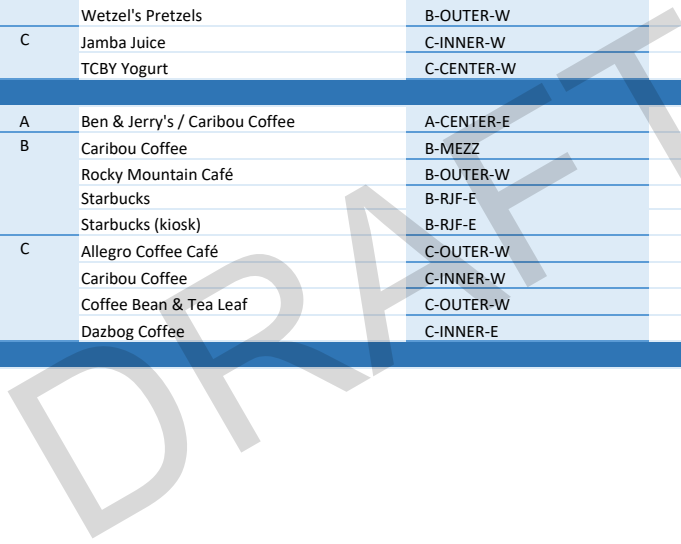 Wetzel's Pretzels B-OUTER-W
C Jamba Juice C-INNER-W
TCBY Yogurt C-CENTER-W
A Ben & Jerry's / Caribou Coffee A-CENTER-E
B Caribou Coffee B-MEZZ
Rocky Mountain Café B-OUTER-W
Starbucks B-RJF-E
Starbucks (kiosk) B-RJF-E
C Allegro Coffee Café C-OUTER-W
Caribou Coffee C-INNER-W
Coffee Bean & Tea Leaf C-OUTER-W
Dazbog Coffee C-INNER-E
DRAFT